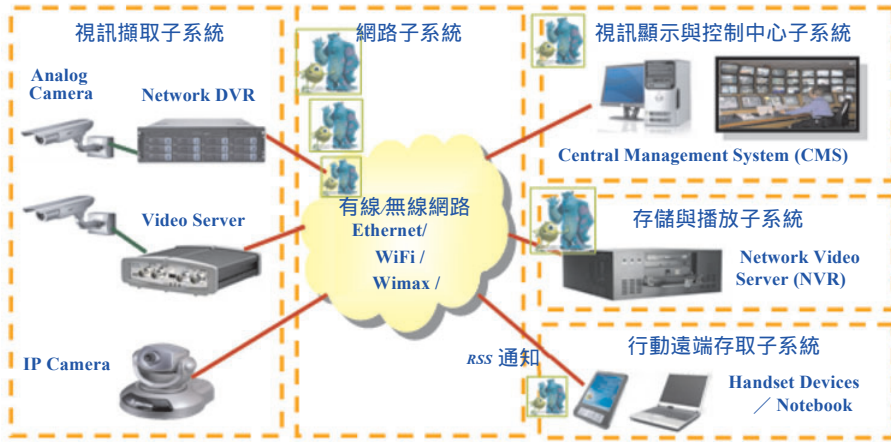 視訊擷取子系統
Analog
Camera
Network DVR
Video Server
IP Camera
網路子系統
有線/無線網路
Ethernet/
WiFi /
Wimax /
RSS 通知
視訊顯示與控制中心子系統
Central Management System (CMS)
存儲與播放子系統
Network Video
Server (NVR)
行動遠端存取子系統
Handset Devices
／ Notebook